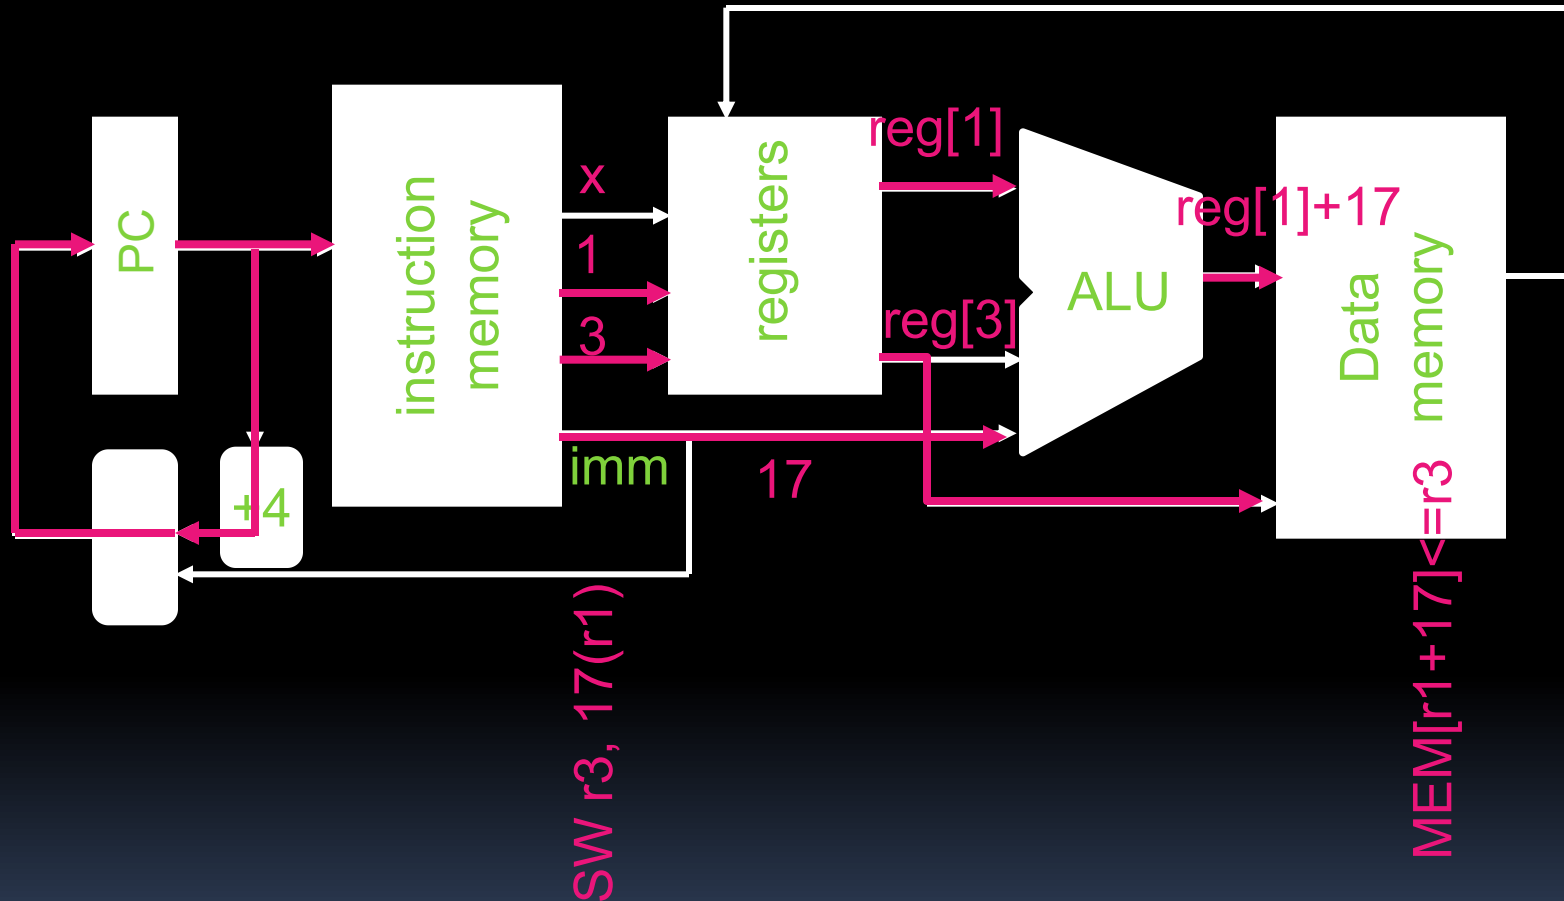 PC
+4
instruction
memory
x
1
3
imm
17
registers
reg[1]
reg[3]
ALU
reg[1]+17
Data
memory
SW r3, 17(r1)
MEM[r1+17]<=r3